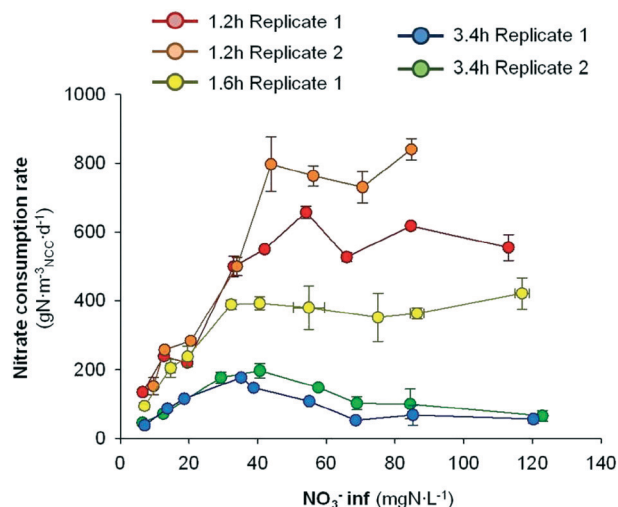 1.2h Replicate 1
1.2h Replicate 2
1.6h Replicate 1
3.4h Replicate 1
3.4h Replicate 2
Nitrate consumption rate
(gN·m⁻³NCC·d⁻¹)
1000
800
600
400
200
0
0 20 40 60 80 100 120 140
NO₃⁻ inf (mgN·L⁻¹)